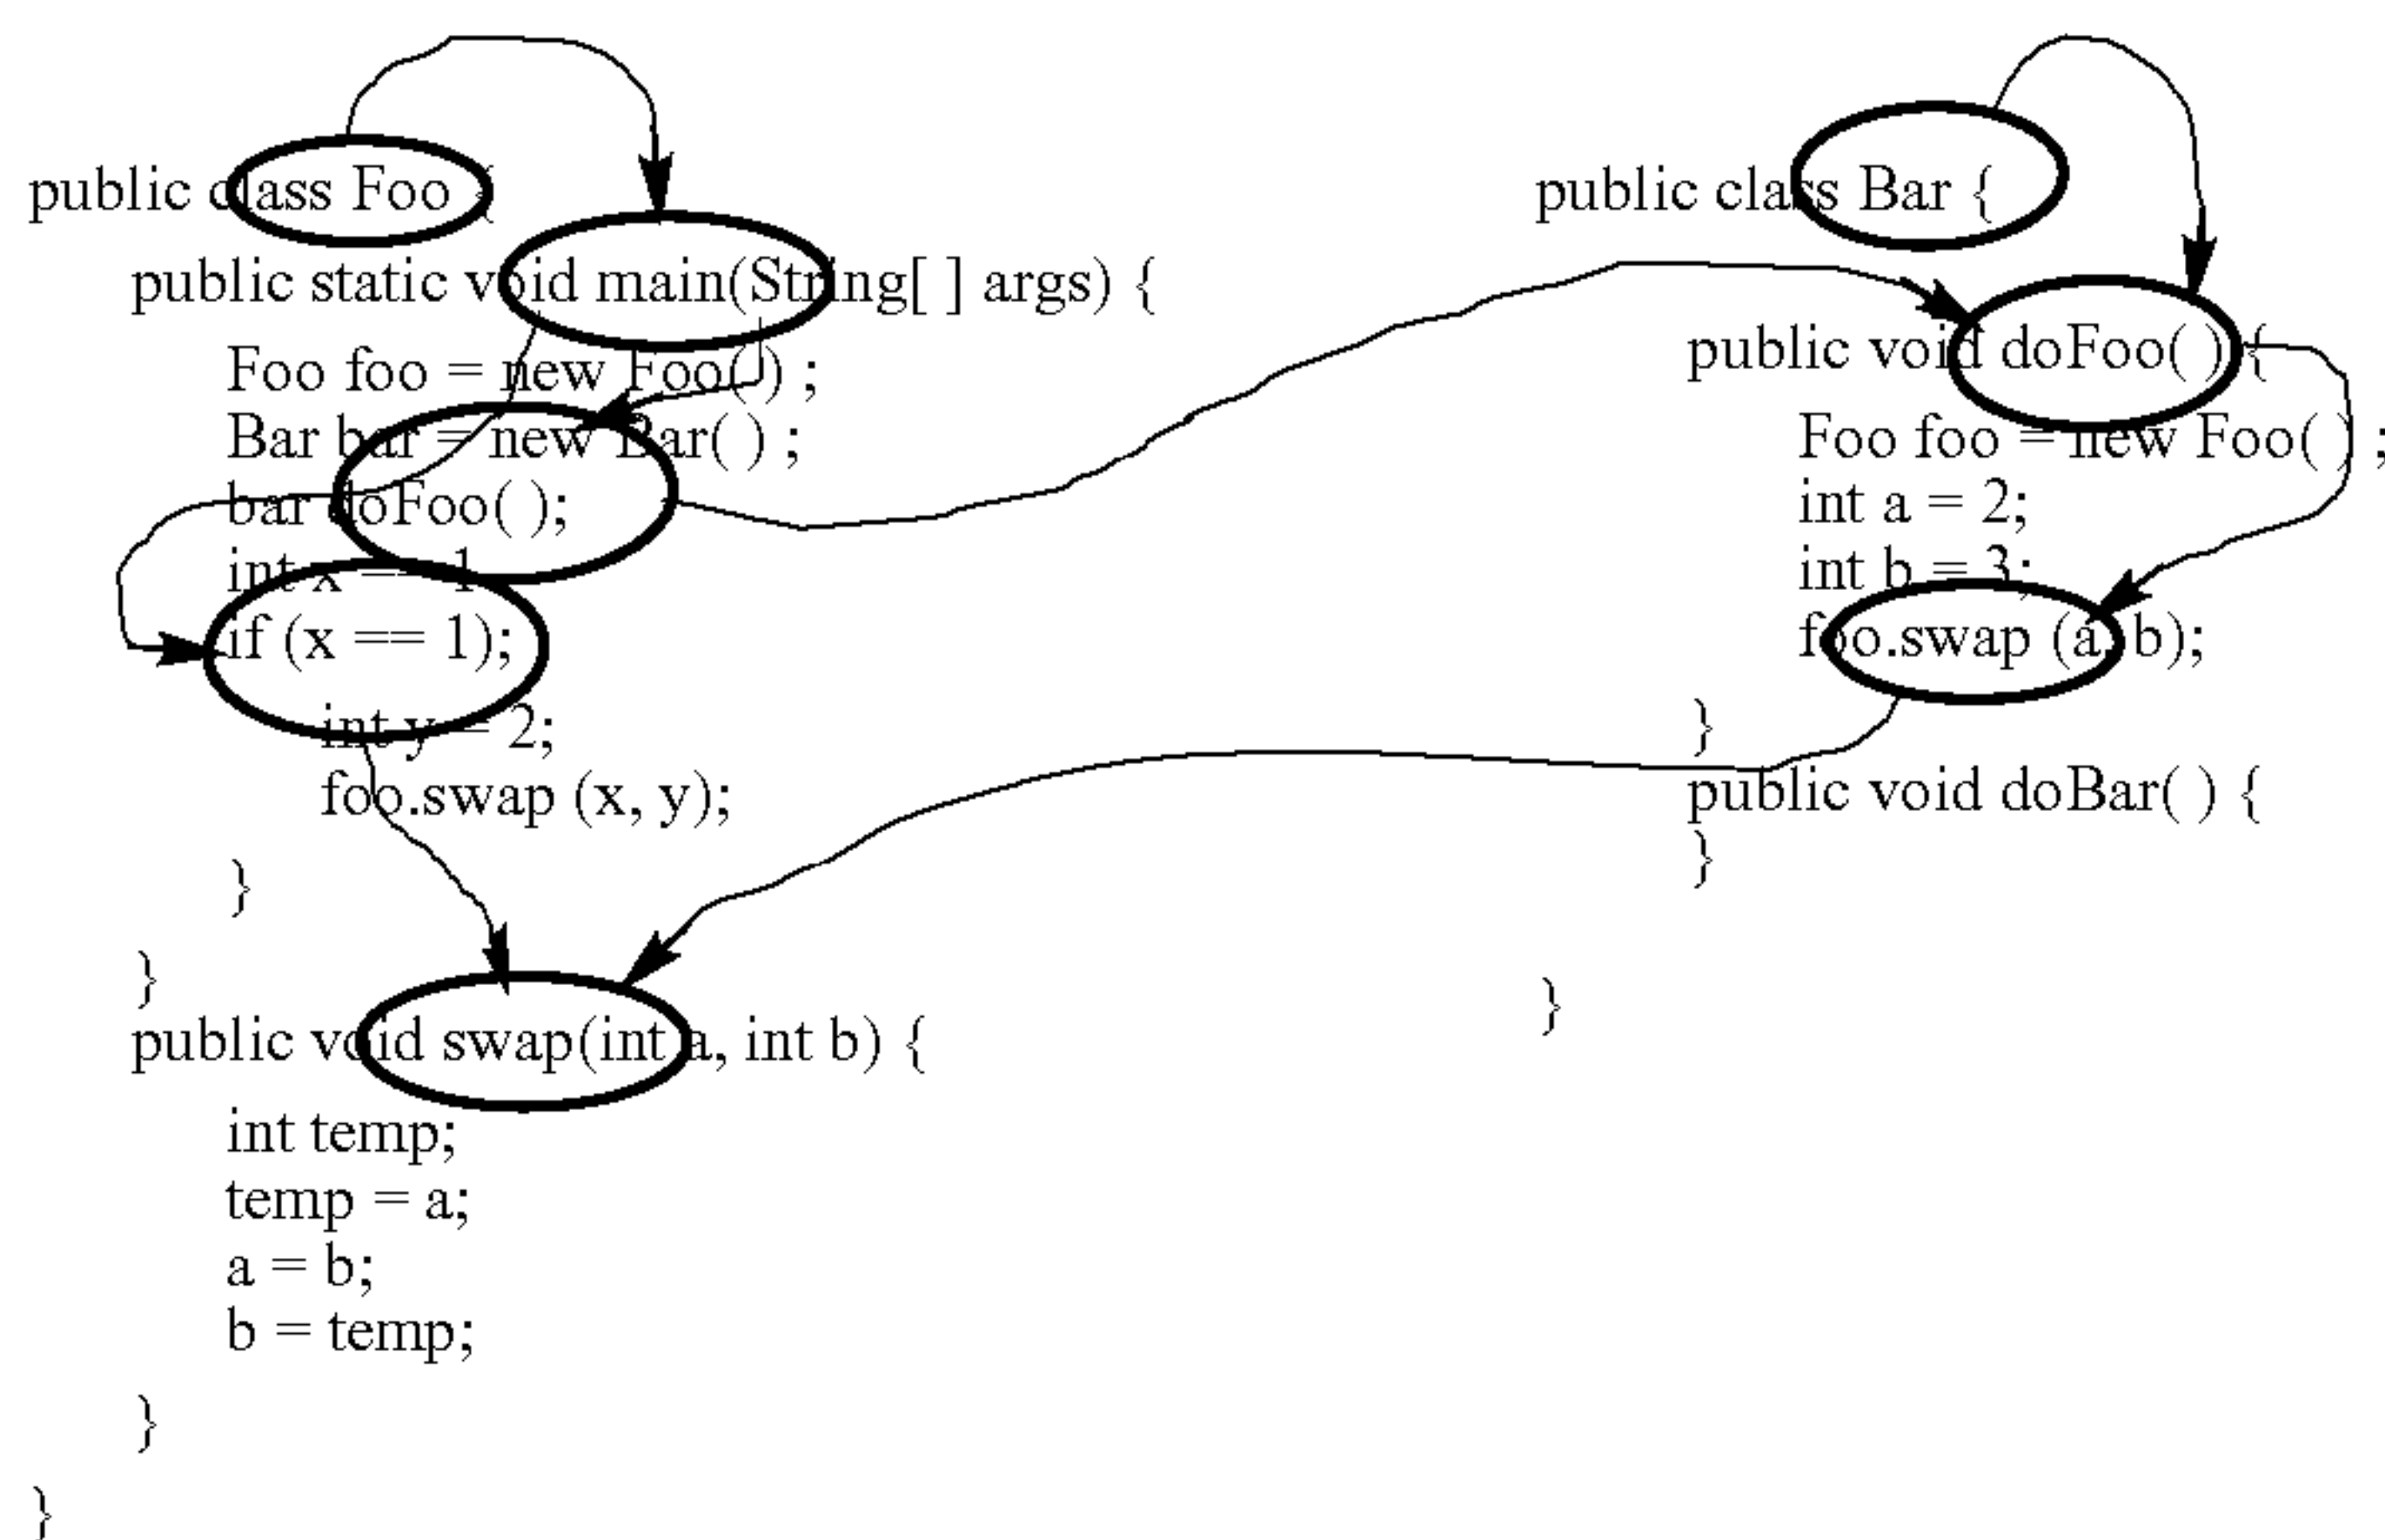 public class Foo {
public static void main(String[ ] args) {
Foo foo = new Foo( ) ;
Bar bar = new Bar( ) ;
bar doFoo( );
int x == 1
if (x == 1);
int y = 2;
foo.swap (x, y);
}
}
public void swap(int a, int b) {
int temp;
temp = a;
a = b;
b = temp;
}
}
public class Bar {
public void doFoo( ) {
Foo foo = new Foo( ) ;
int a = 2;
int b = 3;
foo.swap (a, b);
}
public void doBar( ) {
}
}